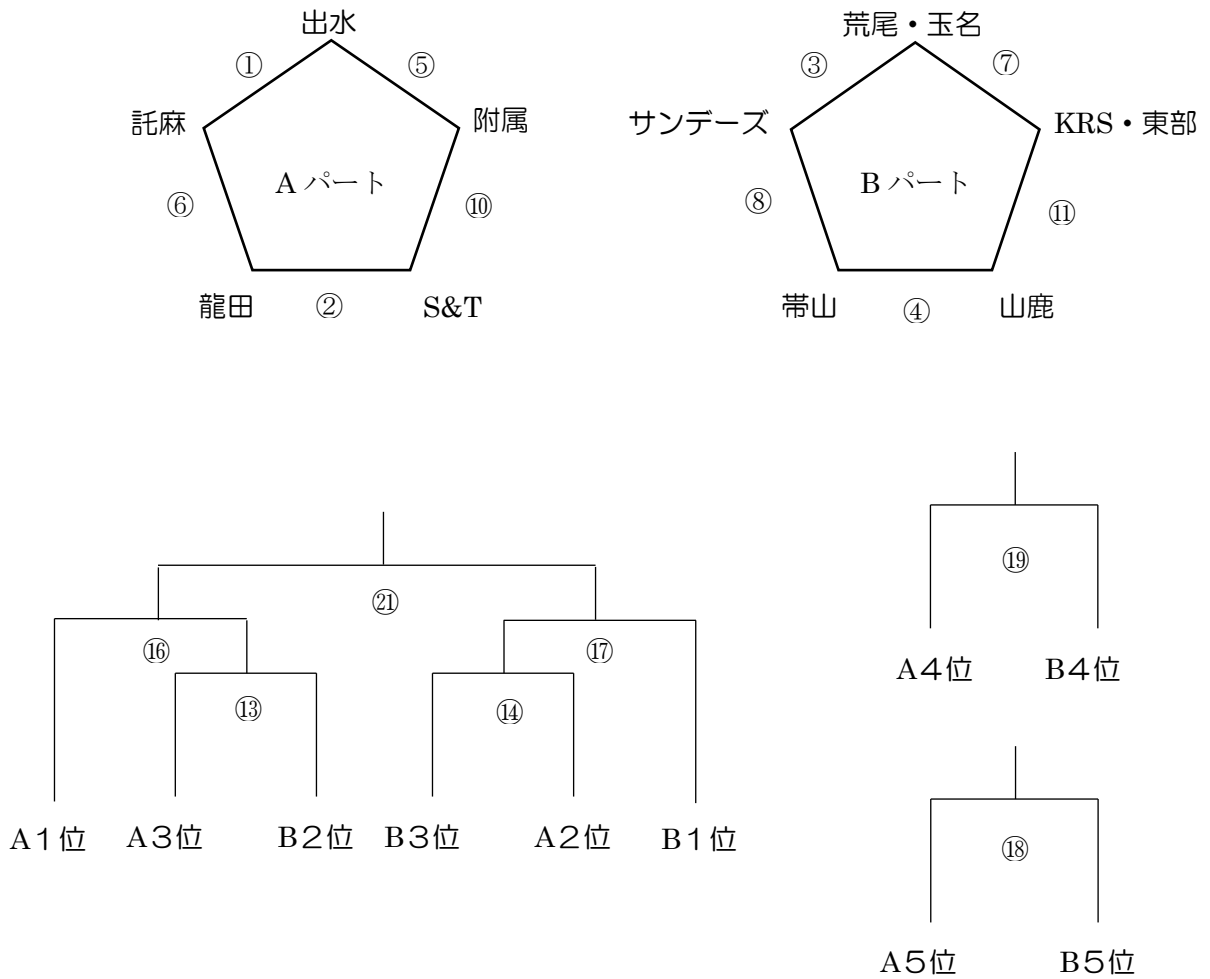 出水
荒尾・玉名
① ⑤
③ ⑦
託麻
附属
サンデーズ
KRS・東部
Aパート
Bパート
⑥ ⑩
⑧ ⑪
龍田 ② S&T
帯山 ④ 山鹿
㉑
⑯ ⑰
⑬ ⑭
A1位 A3位 B2位 B3位 A2位 B1位
⑲
A4位 B4位
⑱
A5位 B5位